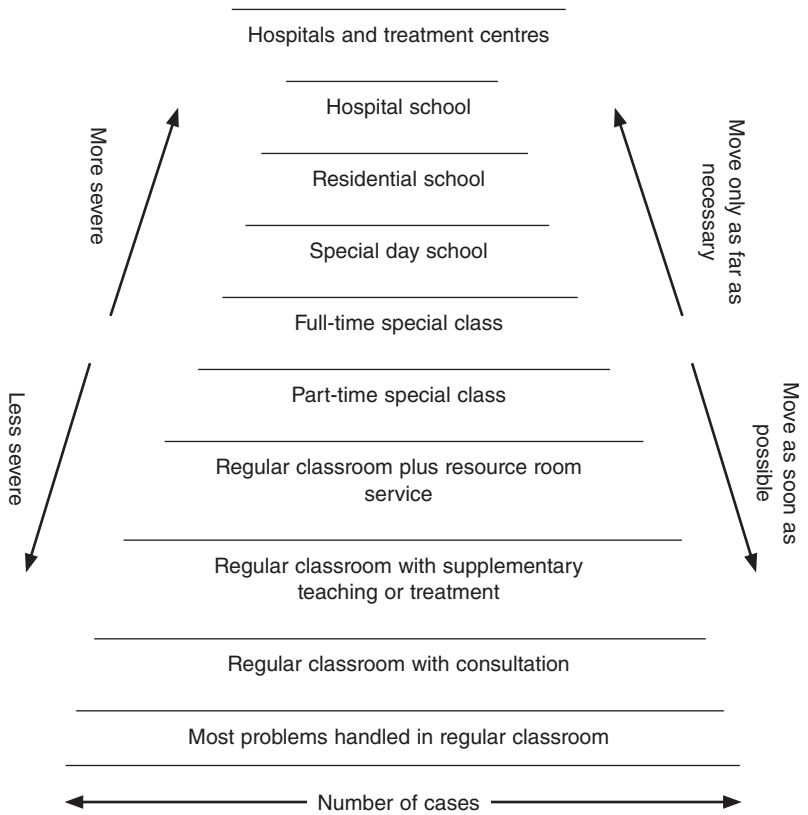 Hospitals and treatment centres
Hospital school
Residential school
Special day school
Full-time special class
Part-time special class
Regular classroom plus resource room
service
Regular classroom with supplementary
teaching or treatment
Regular classroom with consultation
Most problems handled in regular classroom
Number of cases
More severe
Less severe
Move only as far as
necessary
Move as soon as
possible